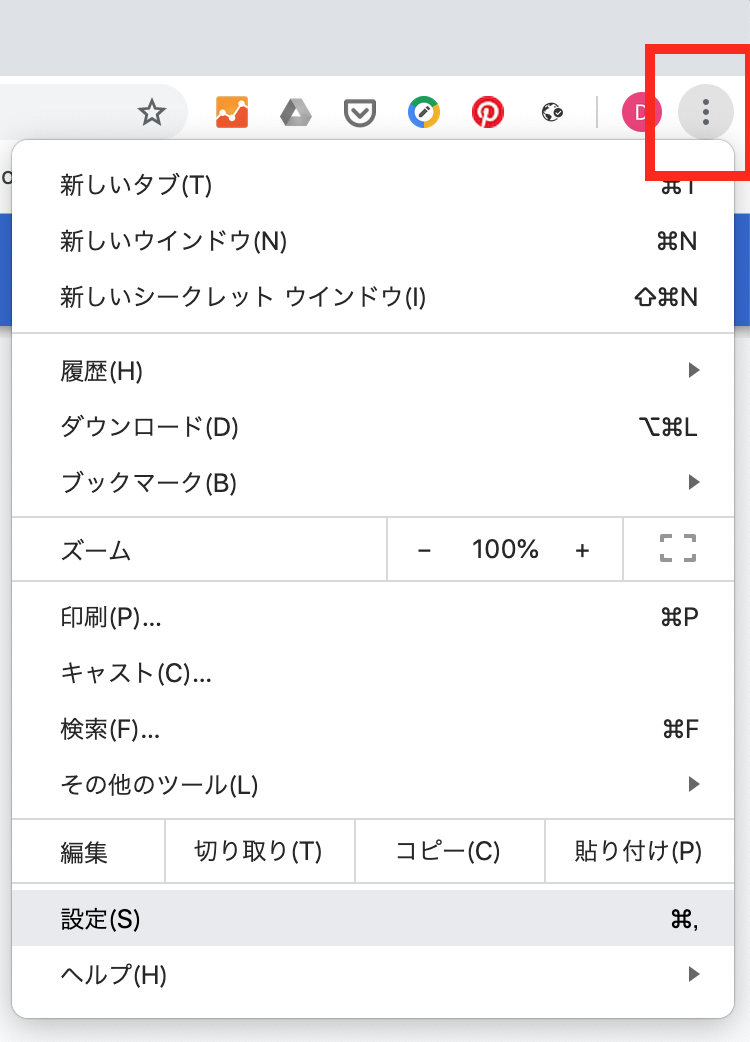 D
新しいタブ(T) ⌘T
新しいウインドウ(N) ⌘N
新しいシークレット ウインドウ(I) ⇧⌘N
履歴(H)
ダウンロード(D) ⌥⌘L
ブックマーク(B)
ズーム − 100% +
印刷(P)... ⌘P
キャスト(C)...
検索(F)... ⌘F
その他のツール(L)
編集 切り取り(T) コピー(C) 貼り付け(P)
設定(S) ⌘,
ヘルプ(H)